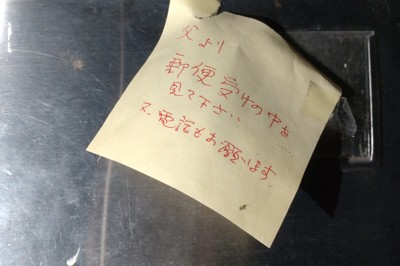 父より
郵便受けの中を
見て下さい
又、電話もお願いします